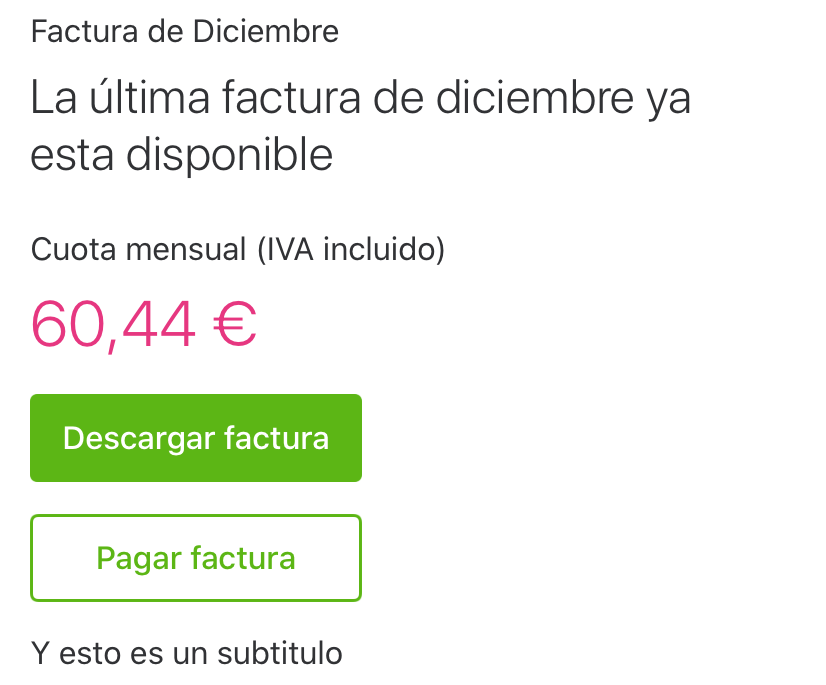 Factura de Diciembre
La última factura de diciembre ya
esta disponible
Cuota mensual (IVA incluido)
60,44 €
Descargar factura
Pagar factura
Y esto es un subtitulo